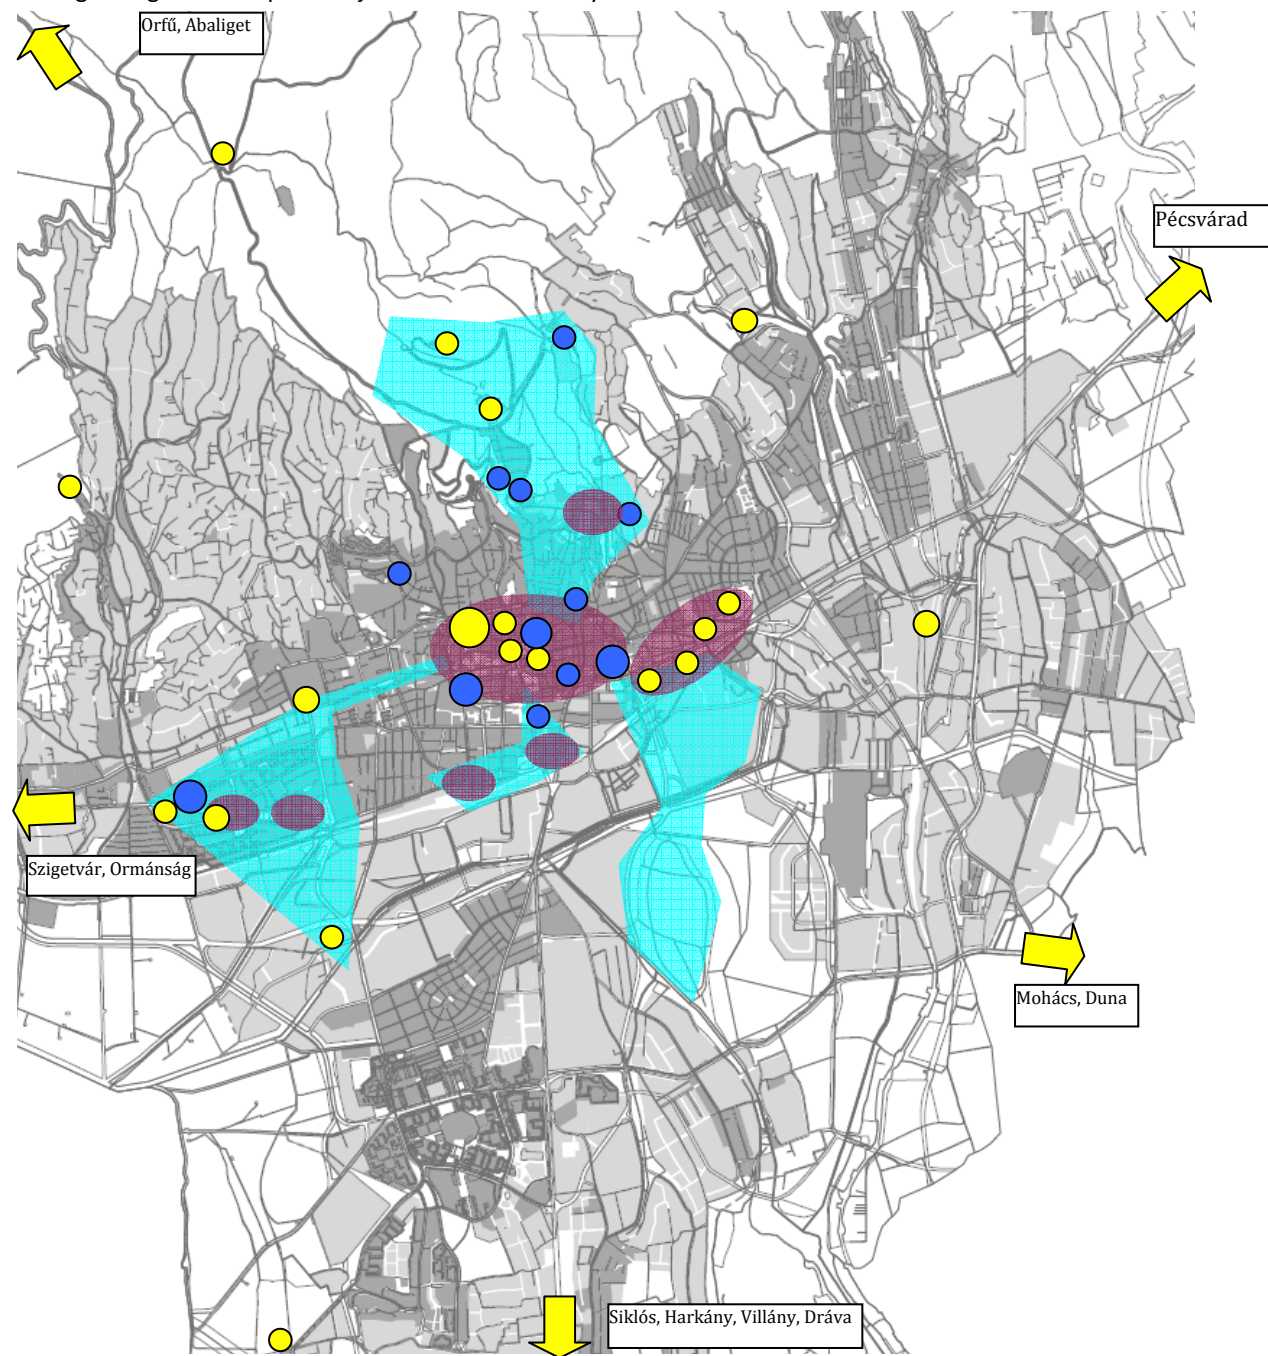 Orfű, Abaliget
Pécsvárad
Szigetvár, Ormánság
Mohács, Duna
Siklós, Harkány, Villány, Dráva